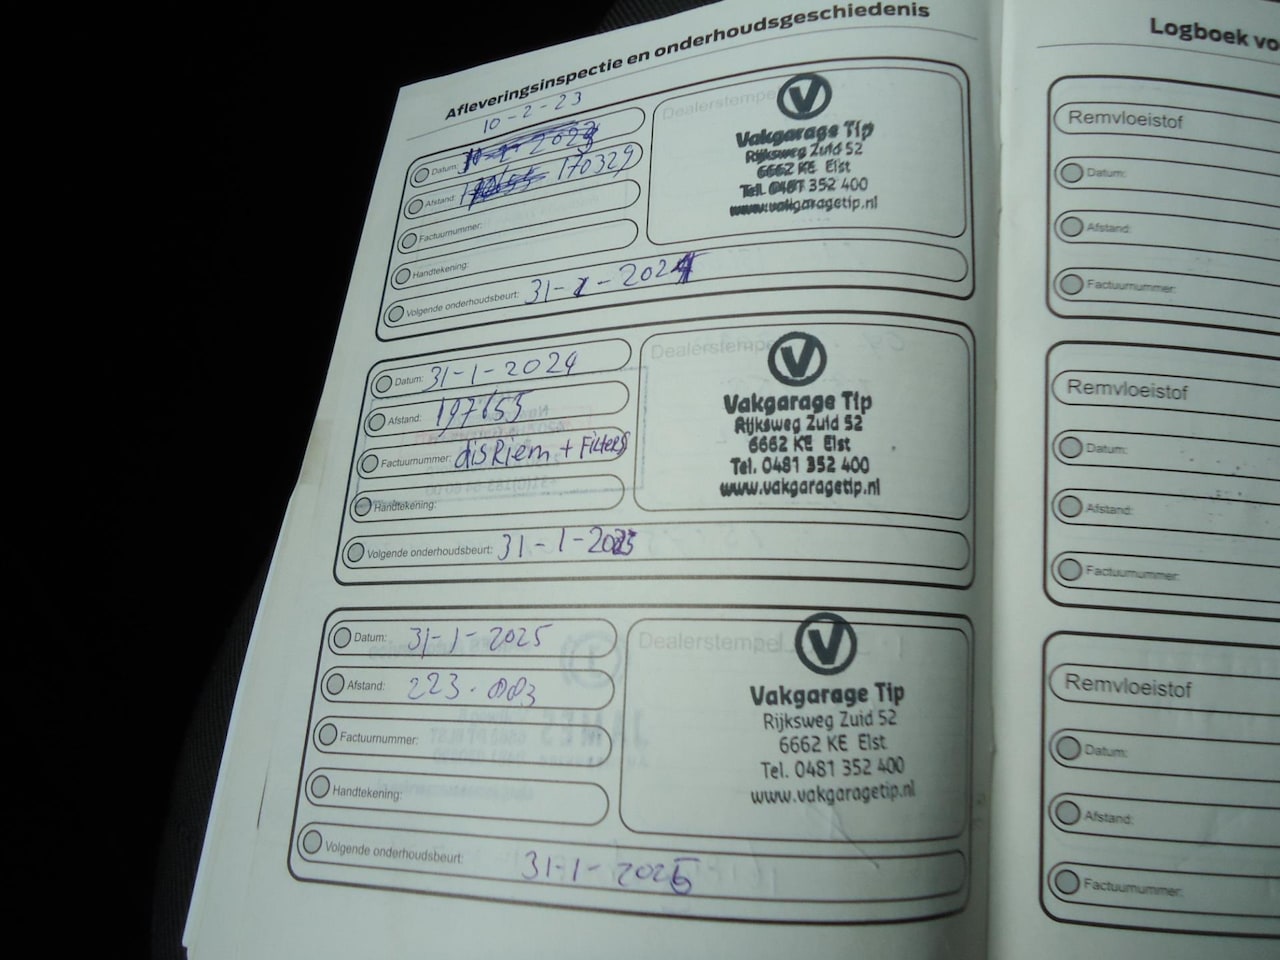 Afleveringsinspectie en onderhoudsgeschiedenis
10-2-23
Datum:
Afstand: 170329
Factuurnummer:
Handtekening:
Volgende onderhoudsbeurt: 31-1-2024
Dealerstempel
V
Vakgarage Tip
Rijksweg Zuid 52
6662 KE Elst
Tel. 0481 352 400
www.vakgaragetip.nl
Datum: 31-1-2024
Afstand: 197655
Factuurnummer: disRiem + Filters
Handtekening:
Volgende onderhoudsbeurt: 31-1-2025
Dealerstempel
V
Vakgarage Tip
Rijksweg Zuid 52
6662 KE Elst
Tel. 0481 352 400
www.vakgaragetip.nl
Datum: 31-1-2025
Afstand: 223.003
Factuurnummer:
Handtekening:
Volgende onderhoudsbeurt: 31-1-2026
Dealerstempel
V
Vakgarage Tip
Rijksweg Zuid 52
6662 KE Elst
Tel. 0481 352 400
www.vakgaragetip.nl
Logboek vo
Remvloeistof
Datum:
Afstand:
Factuurnummer:
Remvloeistof
Datum:
Afstand:
Factuurnummer:
Remvloeistof
Datum:
Afstand:
Factuurnummer: